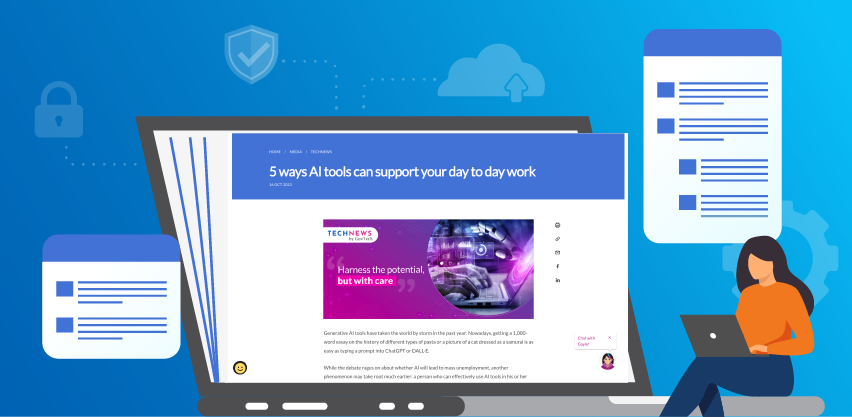 HOME / MEDIA / TECHNEWS
5 ways AI tools can support your day to day work
24 OCT 2023
TECHNEWS
by GovTech
“Harness the potential,
but with care”
Generative AI tools have taken the world by storm in the past year. Nowadays, getting a 1,000-
word essay on the history of different types of pasta or a picture of a cat dressed as a samurai is as
easy as typing a prompt into ChatGPT or DALL-E.
While the debate rages on about whether AI will lead to mass unemployment, another
phenomenon may take root much earlier: a person who can effectively use AI tools in his or her
f
in
Chat with